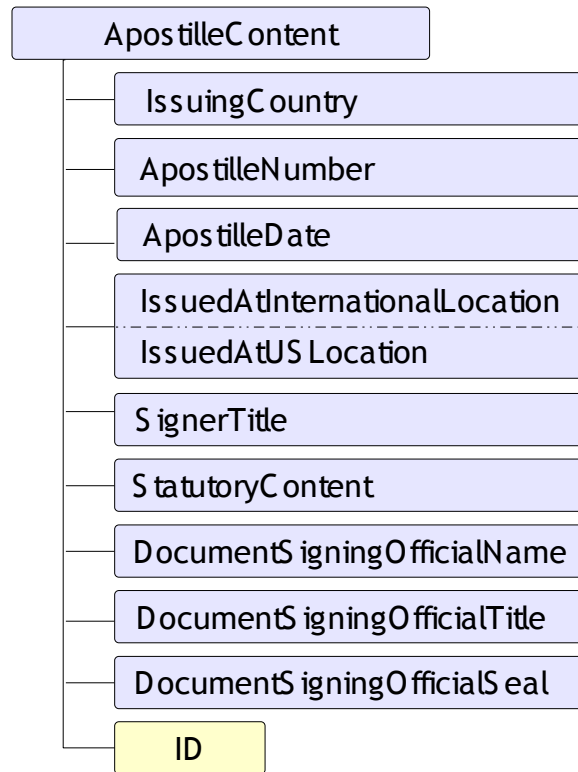 ApostilleContent
IssuingCountry
ApostilleNumber
ApostilleDate
IssuedAtInternationalLocation
IssuedAtUSLocation
SignerTitle
StatutoryContent
DocumentSigningOfficialName
DocumentSigningOfficialTitle
DocumentSigningOfficialSeal
ID